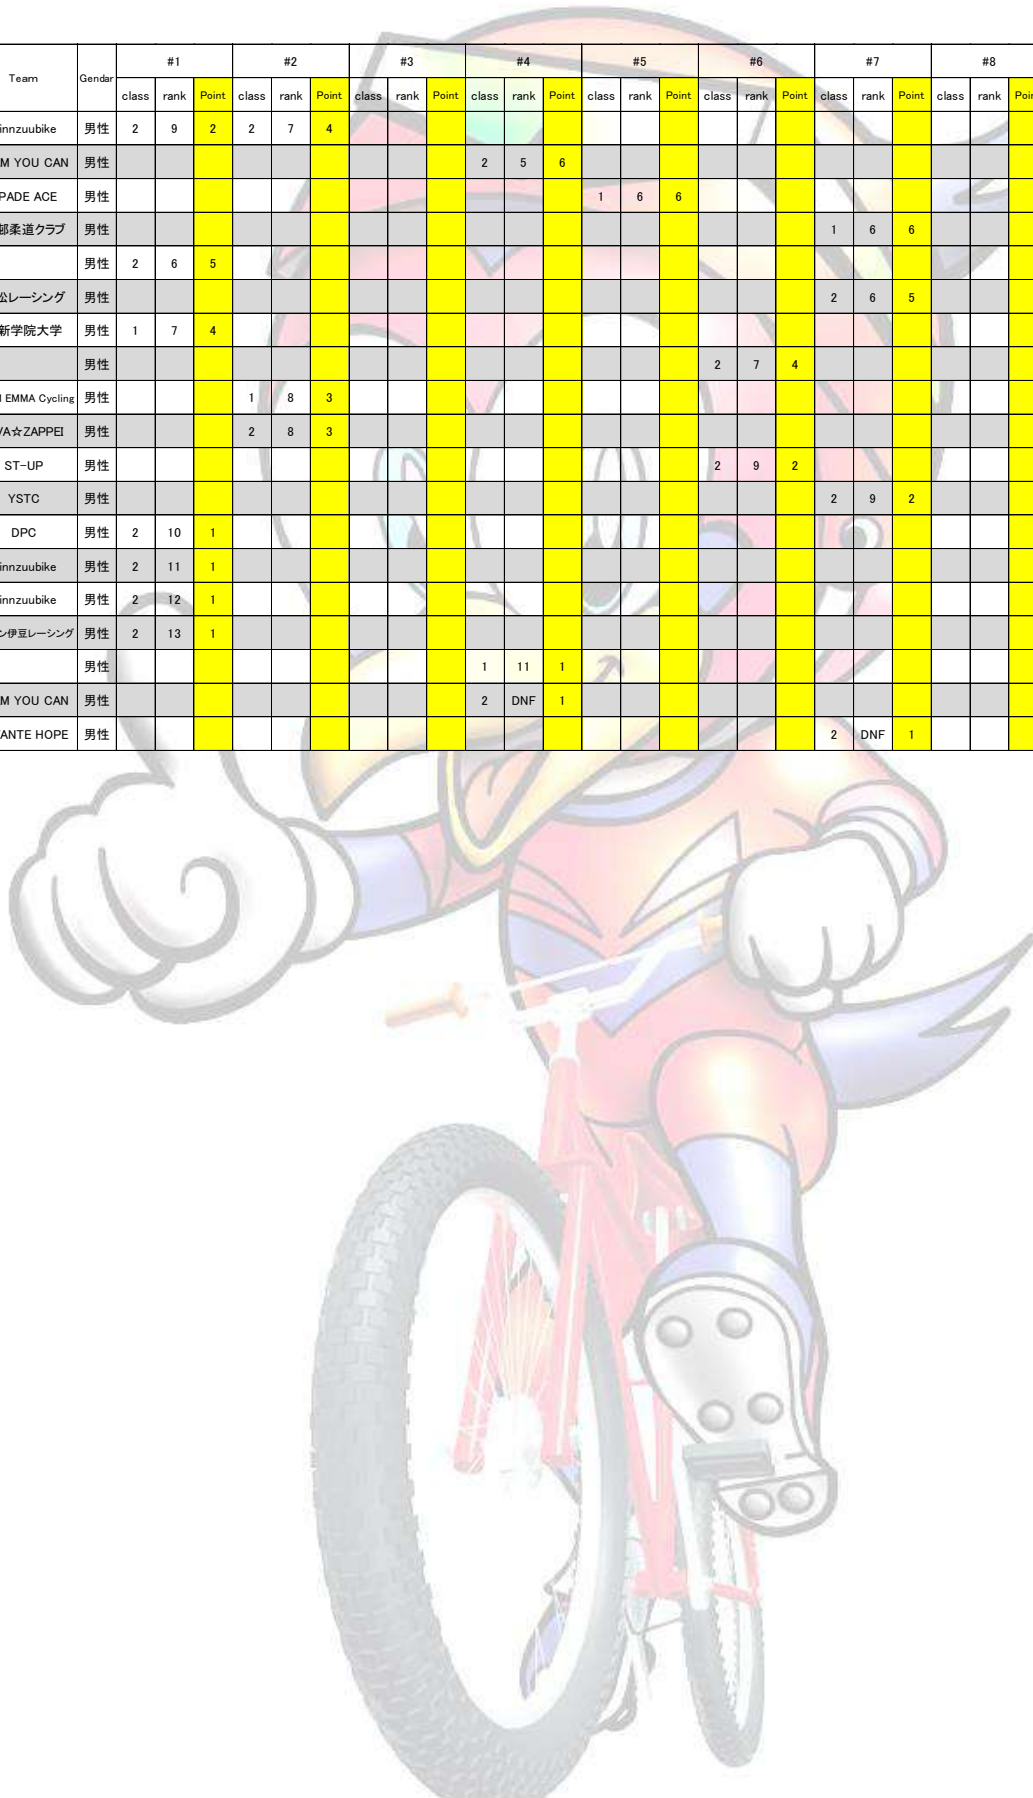 Team Gendar #1 #2 #3 #4 #5 #6 #7 #8
class rank Point class rank Point class rank Point class rank Point class rank Point class rank Point class rank Point class rank Poin
innzuubike 男性 2 9 2 2 7 4
M YOU CAN 男性 2 5 6
PADE ACE 男性 1 6 6
部柔道クラブ 男性 1 6 6
男性 2 6 5
松レーシング 男性 2 6 5
新学院大学 男性 1 7 4
男性 2 7 4
EMMA Cycling 男性 1 8 3
VA☆ZAPPEI 男性 2 8 3
ST-UP 男性 2 9 2
YSTC 男性 2 9 2
DPC 男性 2 10 1
innzuubike 男性 2 11 1
innzuubike 男性 2 12 1
ン伊豆レーシング 男性 2 13 1
男性 1 11 1
M YOU CAN 男性 2 DNF 1
ANTE HOPE 男性 2 DNF 1